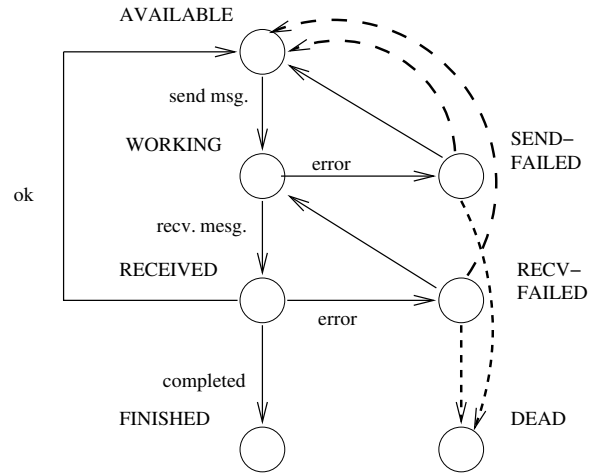 AVAILABLE
send msg.
WORKING
error
SEND–
FAILED
ok
recv. mesg.
RECEIVED
error
RECV–
FAILED
completed
FINISHED
DEAD